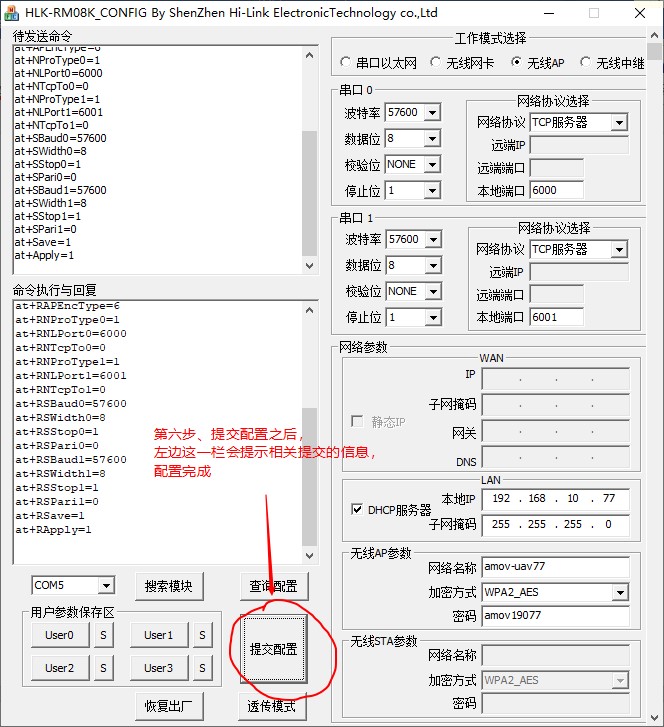 HLK-RM08K_CONFIG By ShenZhen Hi-Link ElectronicTechnology co.,Ltd
待发送命令
at+APEncType=6
at+NProType0=1
at+NLPort0=6000
at+NTcpTo0=0
at+NProType1=1
at+NLPort1=6001
at+NTcpTo1=0
at+SBaud0=57600
at+SWidth0=8
at+SStop0=1
at+SPari0=0
at+SBaud1=57600
at+SWidth1=8
at+SStop1=1
at+SPari1=0
at+Save=1
at+Apply=1
命令执行与回复
at+RAPEncType=6
at+RNProType0=1
at+RNLPort0=6000
at+RNTcpTo0=0
at+RNProType1=1
at+RNLPort1=6001
at+RNTcpTo1=0
at+RSBaud0=57600
at+RSWidth0=8
at+RSStop0=1
at+RSPari0=0
at+RSBaud1=57600
at+RSWidth1=8
at+RSStop1=1
at+RSPari1=0
at+RSave=1
at+RApply=1
第六步、提交配置之后，
左边这一栏会提示相关提交的信息，
配置完成
COM5 搜索模块 查询配置
用户参数保存区
User0 S User1 S
User2 S User3 S
提交配置
恢复出厂 透传模式
工作模式选择
串口以太网 无线网卡 无线AP 无线中继
串口 0
波特率 57600
数据位 8
校验位 NONE
停止位 1
网络协议选择
网络协议 TCP服务器
远端IP
远端端口
本地端口 6000
串口 1
波特率 57600
数据位 8
校验位 NONE
停止位 1
网络协议选择
网络协议 TCP服务器
远端IP
远端端口
本地端口 6001
网络参数
WAN
静态IP
IP . . .
子网掩码 . . .
网关 . . .
DNS . . .
LAN
DHCP服务器
本地IP 192 . 168 . 10 . 77
子网掩码 255 . 255 . 255 . 0
无线AP参数
网络名称 amov-uav77
加密方式 WPA2_AES
密码 amov19077
无线STA参数
网络名称
加密方式 WPA2_AES
密码